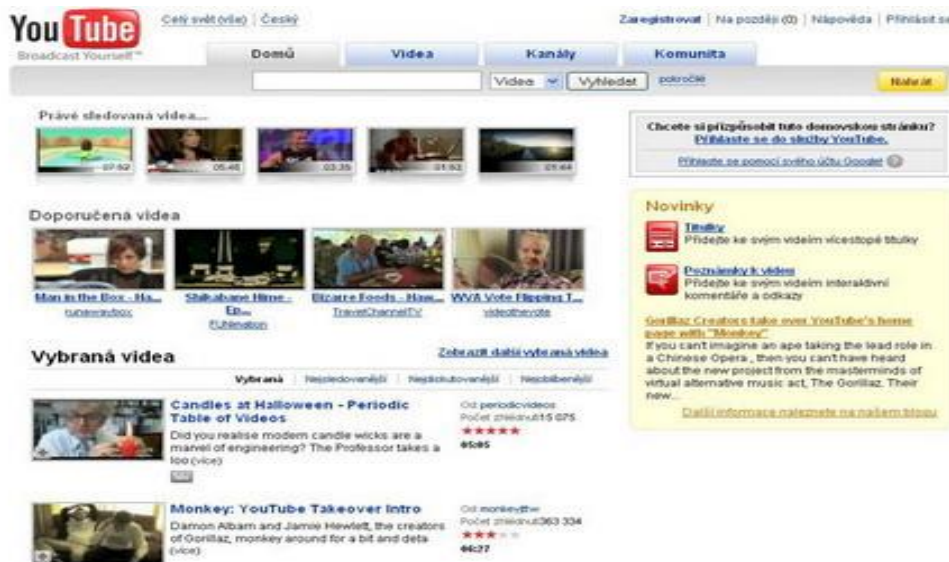 You Tube
Broadcast Yourself™
Celý svět (vše) | Český
Zaregistrovat | Na později (0) | Nápověda | Přihlásit se
Domů
Videa
Kanály
Komunita
Videa
Vyhledat
pokročilé
Nahrát
Právě sledovaná videa...
07:52
05:46
03:35
01:53
01:44
Doporučená videa
Man in the Box - Ha...
runawaybox
Shikabane Hime -
Ep...
FUNimation
Bizarre Foods - Haw...
TravelChannelTV
WVA Vote Flipping T...
videothevote
Vybraná videa
Zobrazit další vybraná videa
Vybraná | Nejsledovanější | Nejdiskutovanější | Nejoblíbenější
Candles at Halloween - Periodic
Table of Videos
Did you realise modern candle wicks are a
marvel of engineering? The Professor takes a
loo (více)
Od: periodicvideos
Počet zhlédnutí:15 075
05:05
Monkey: YouTube Takeover Intro
Damon Albarn and Jamie Hewlett, the creators
of Gorillaz, monkey around for a bit and deta
(více)
Od: monkeyjttw
Počet zhlédnutí:363 334
06:27
Chcete si přizpůsobit tuto domovskou stránku?
Přihlaste se do služby YouTube.
Přihlaste se pomocí svého účtu Google!
Novinky
Titulky
Přidejte ke svým videím vícestopé titulky
Poznámky k videu
Přidejte ke svým videím interaktivní
komentáře a odkazy
Gorillaz Creators take over YouTube's home
page with "Monkey"
If you can't imagine an ape taking the lead role in
a Chinese Opera , then you can't have heard
about the new project from the masterminds of
virtual alternative music act, The Gorillaz. Their
new...
Další informace naleznete na našem blogu